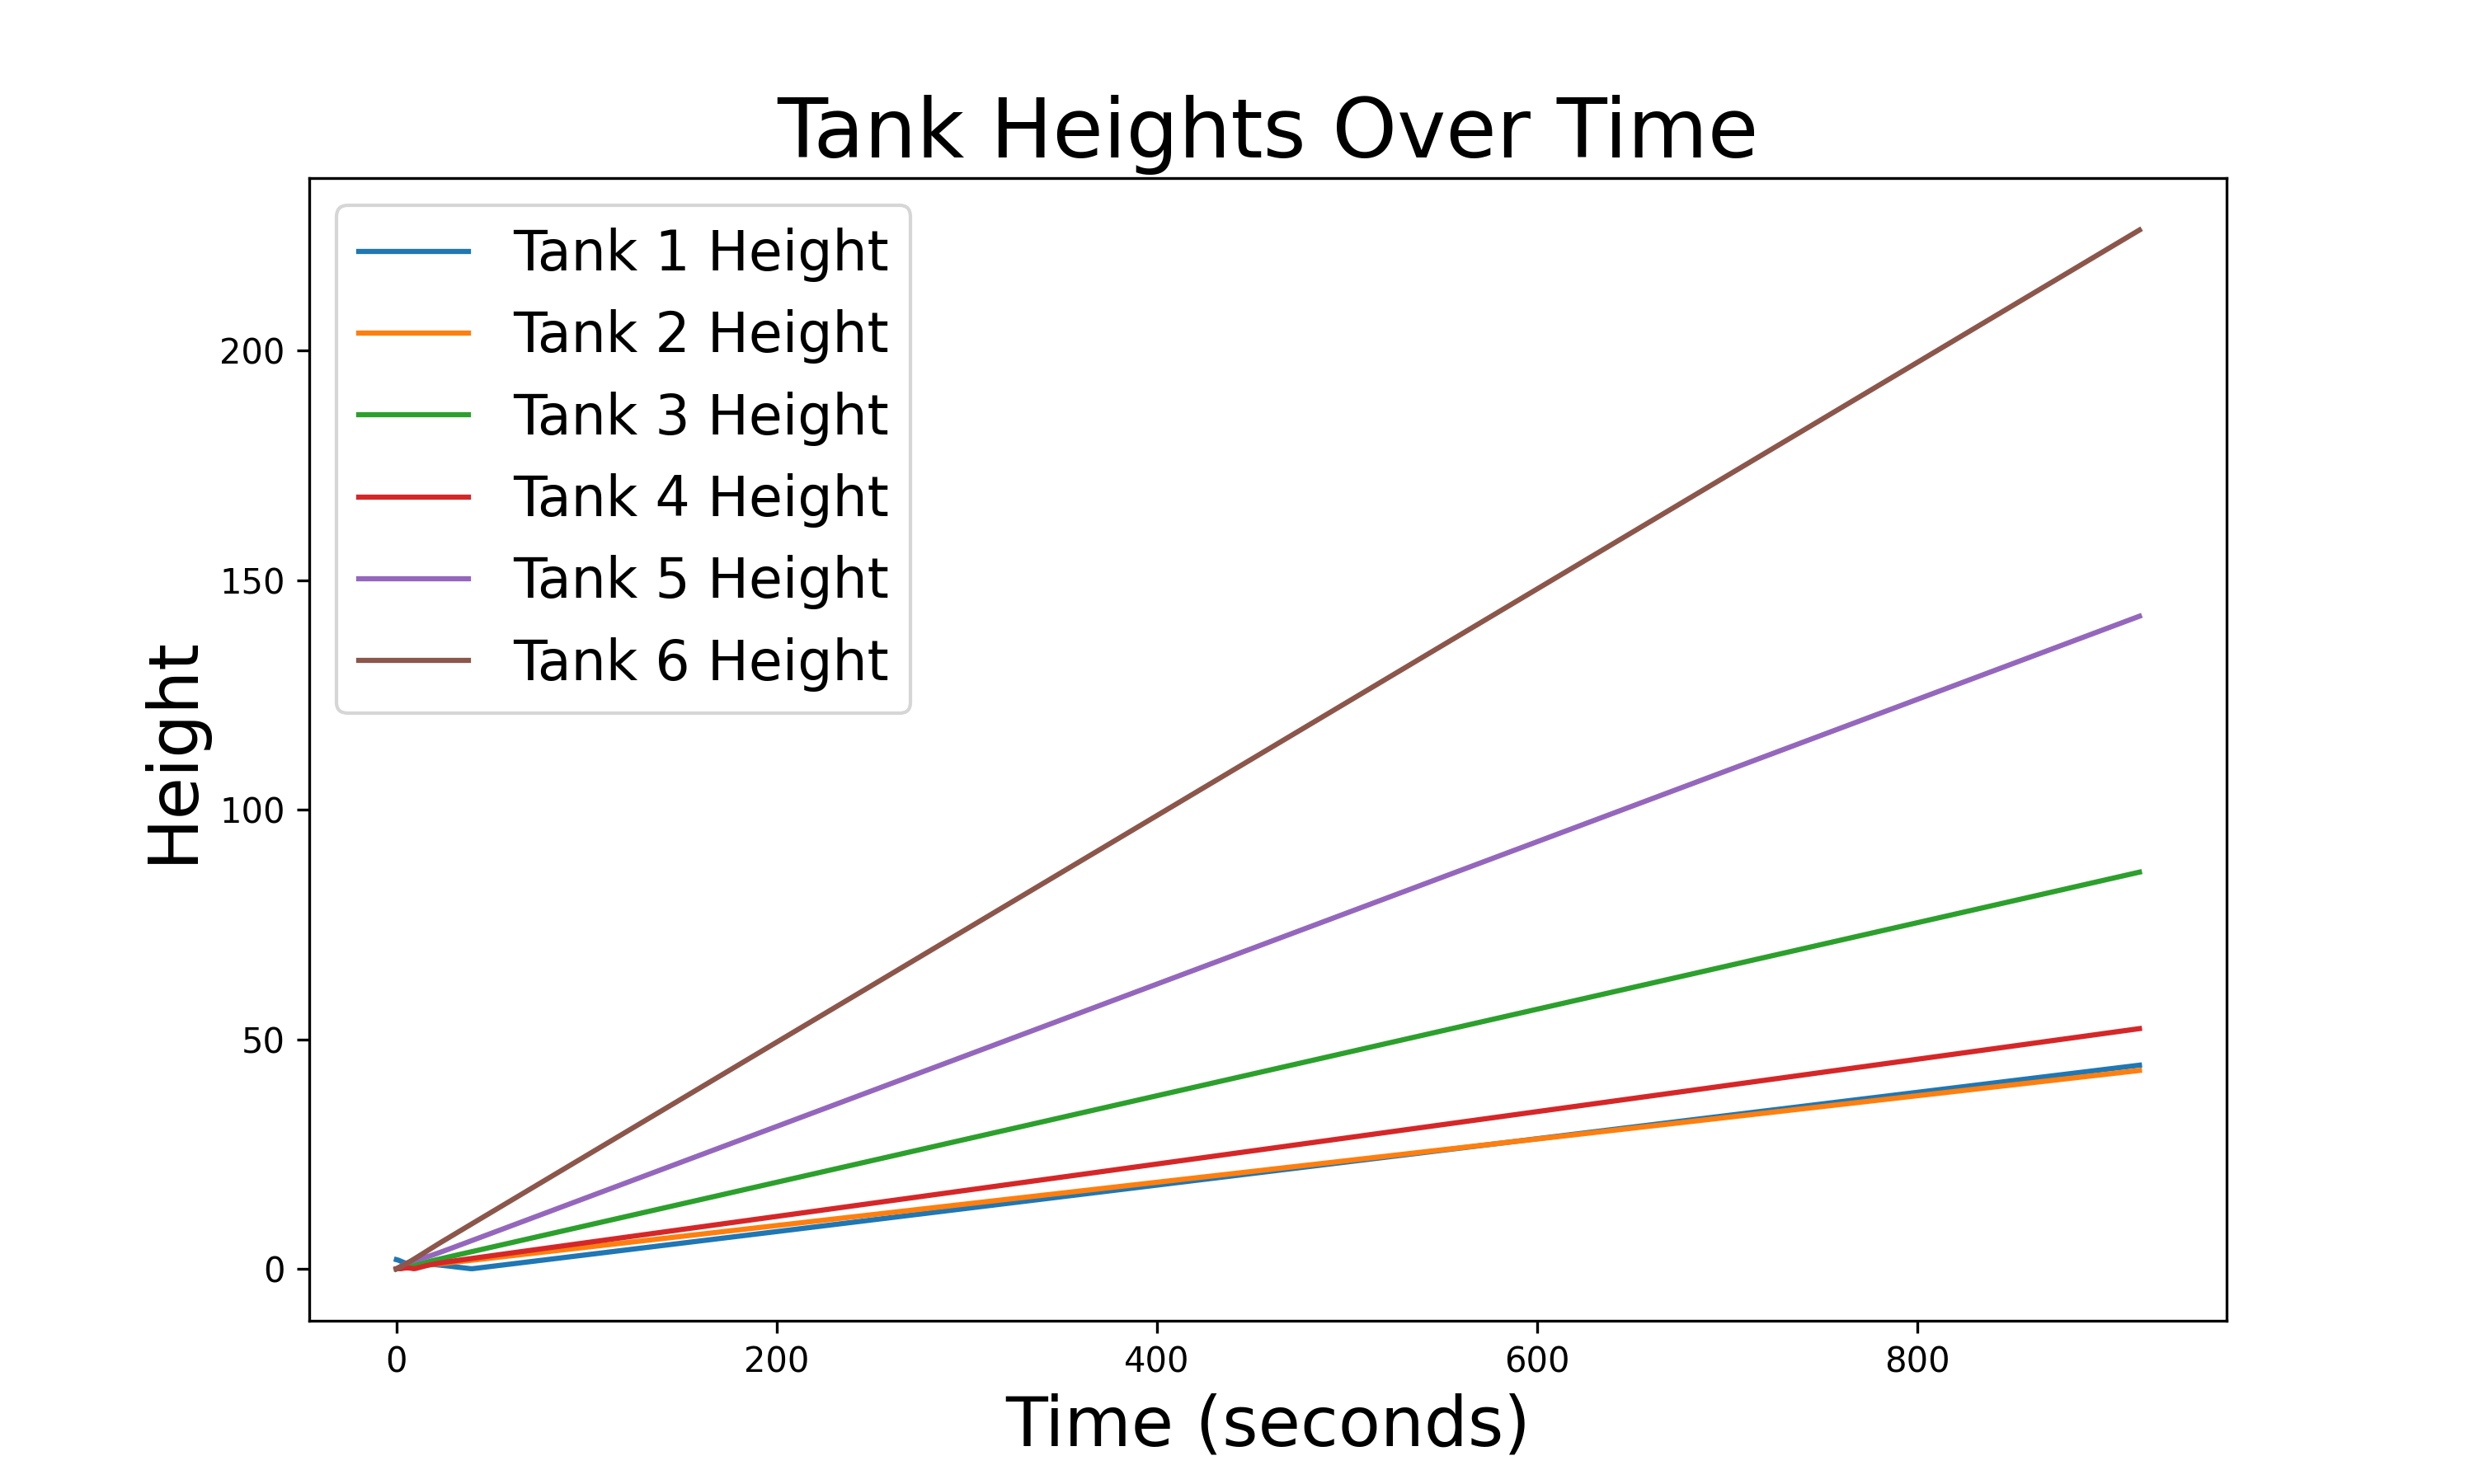 Tank Heights Over Time
Tank 1 Height
Tank 2 Height
Tank 3 Height
Tank 4 Height
Tank 5 Height
Tank 6 Height
Height
200
150
100
50
0
0 200 400 600 800
Time (seconds)